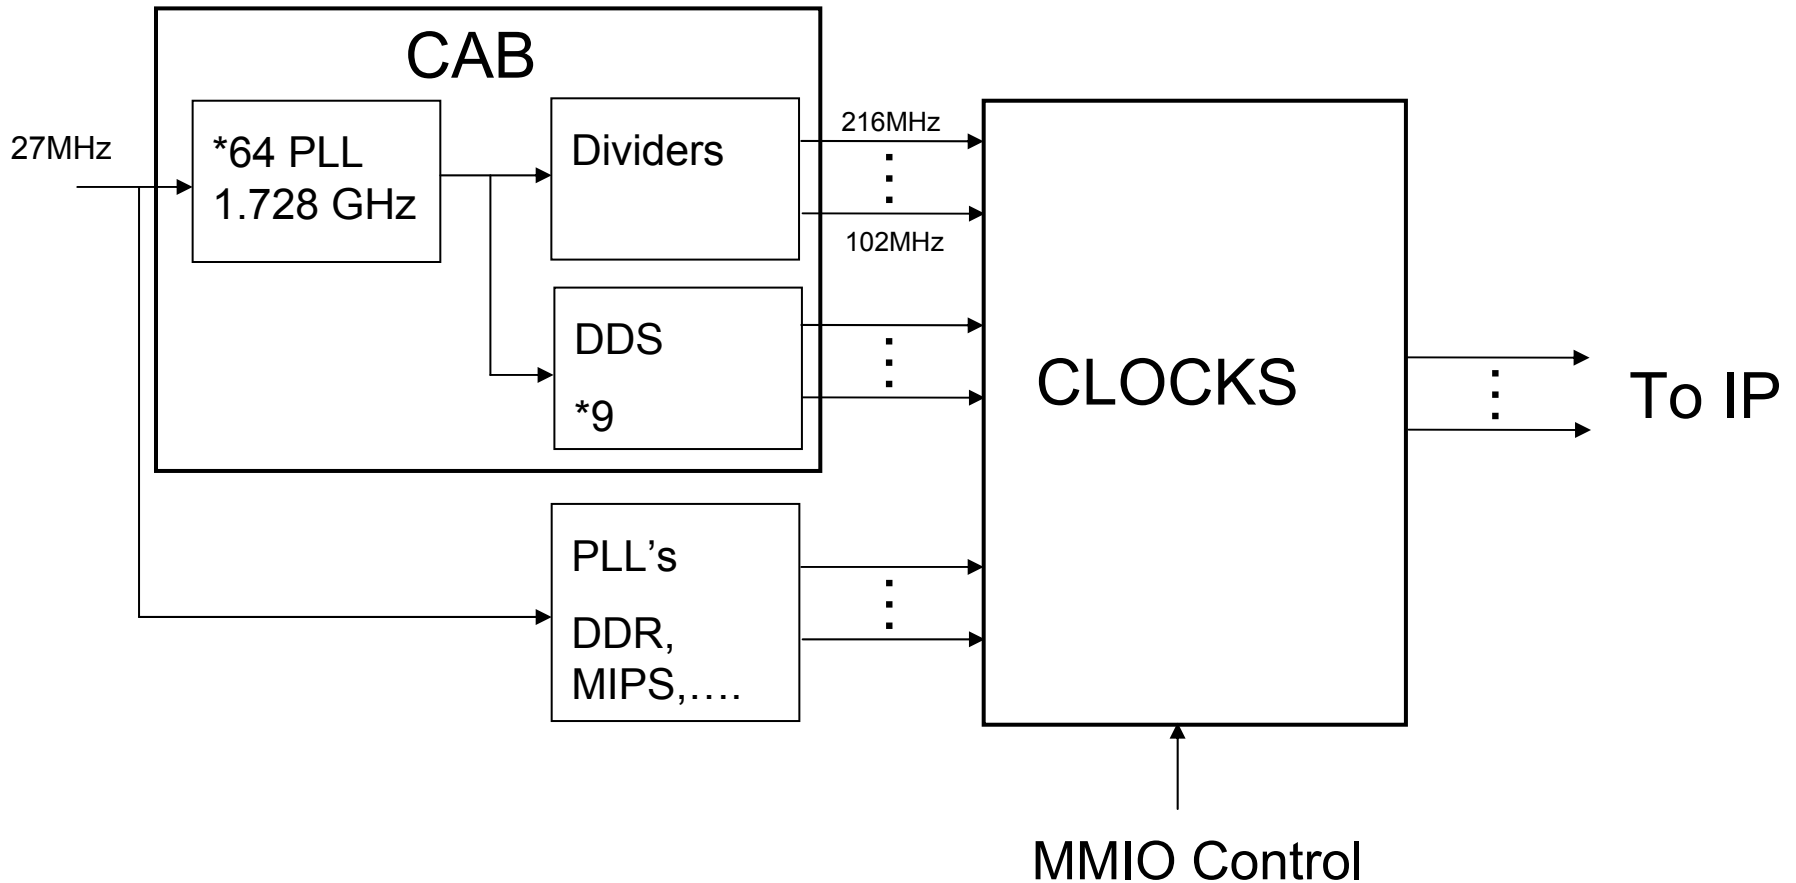 CAB
27MHz
*64 PLL
1.728 GHz
Dividers
216MHz
102MHz
DDS
*9
CLOCKS
To IP
PLL’s
DDR,
MIPS,….
MMIO Control